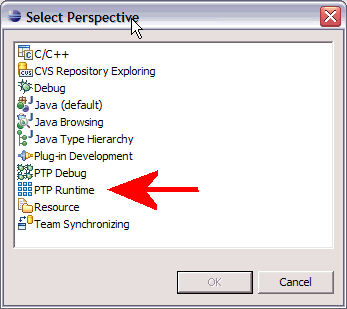 Select Perspective
C/C++
CVS Repository Exploring
Debug
Java (default)
Java Browsing
Java Type Hierarchy
Plug-in Development
PTP Debug
PTP Runtime
Resource
Team Synchronizing
OK
Cancel